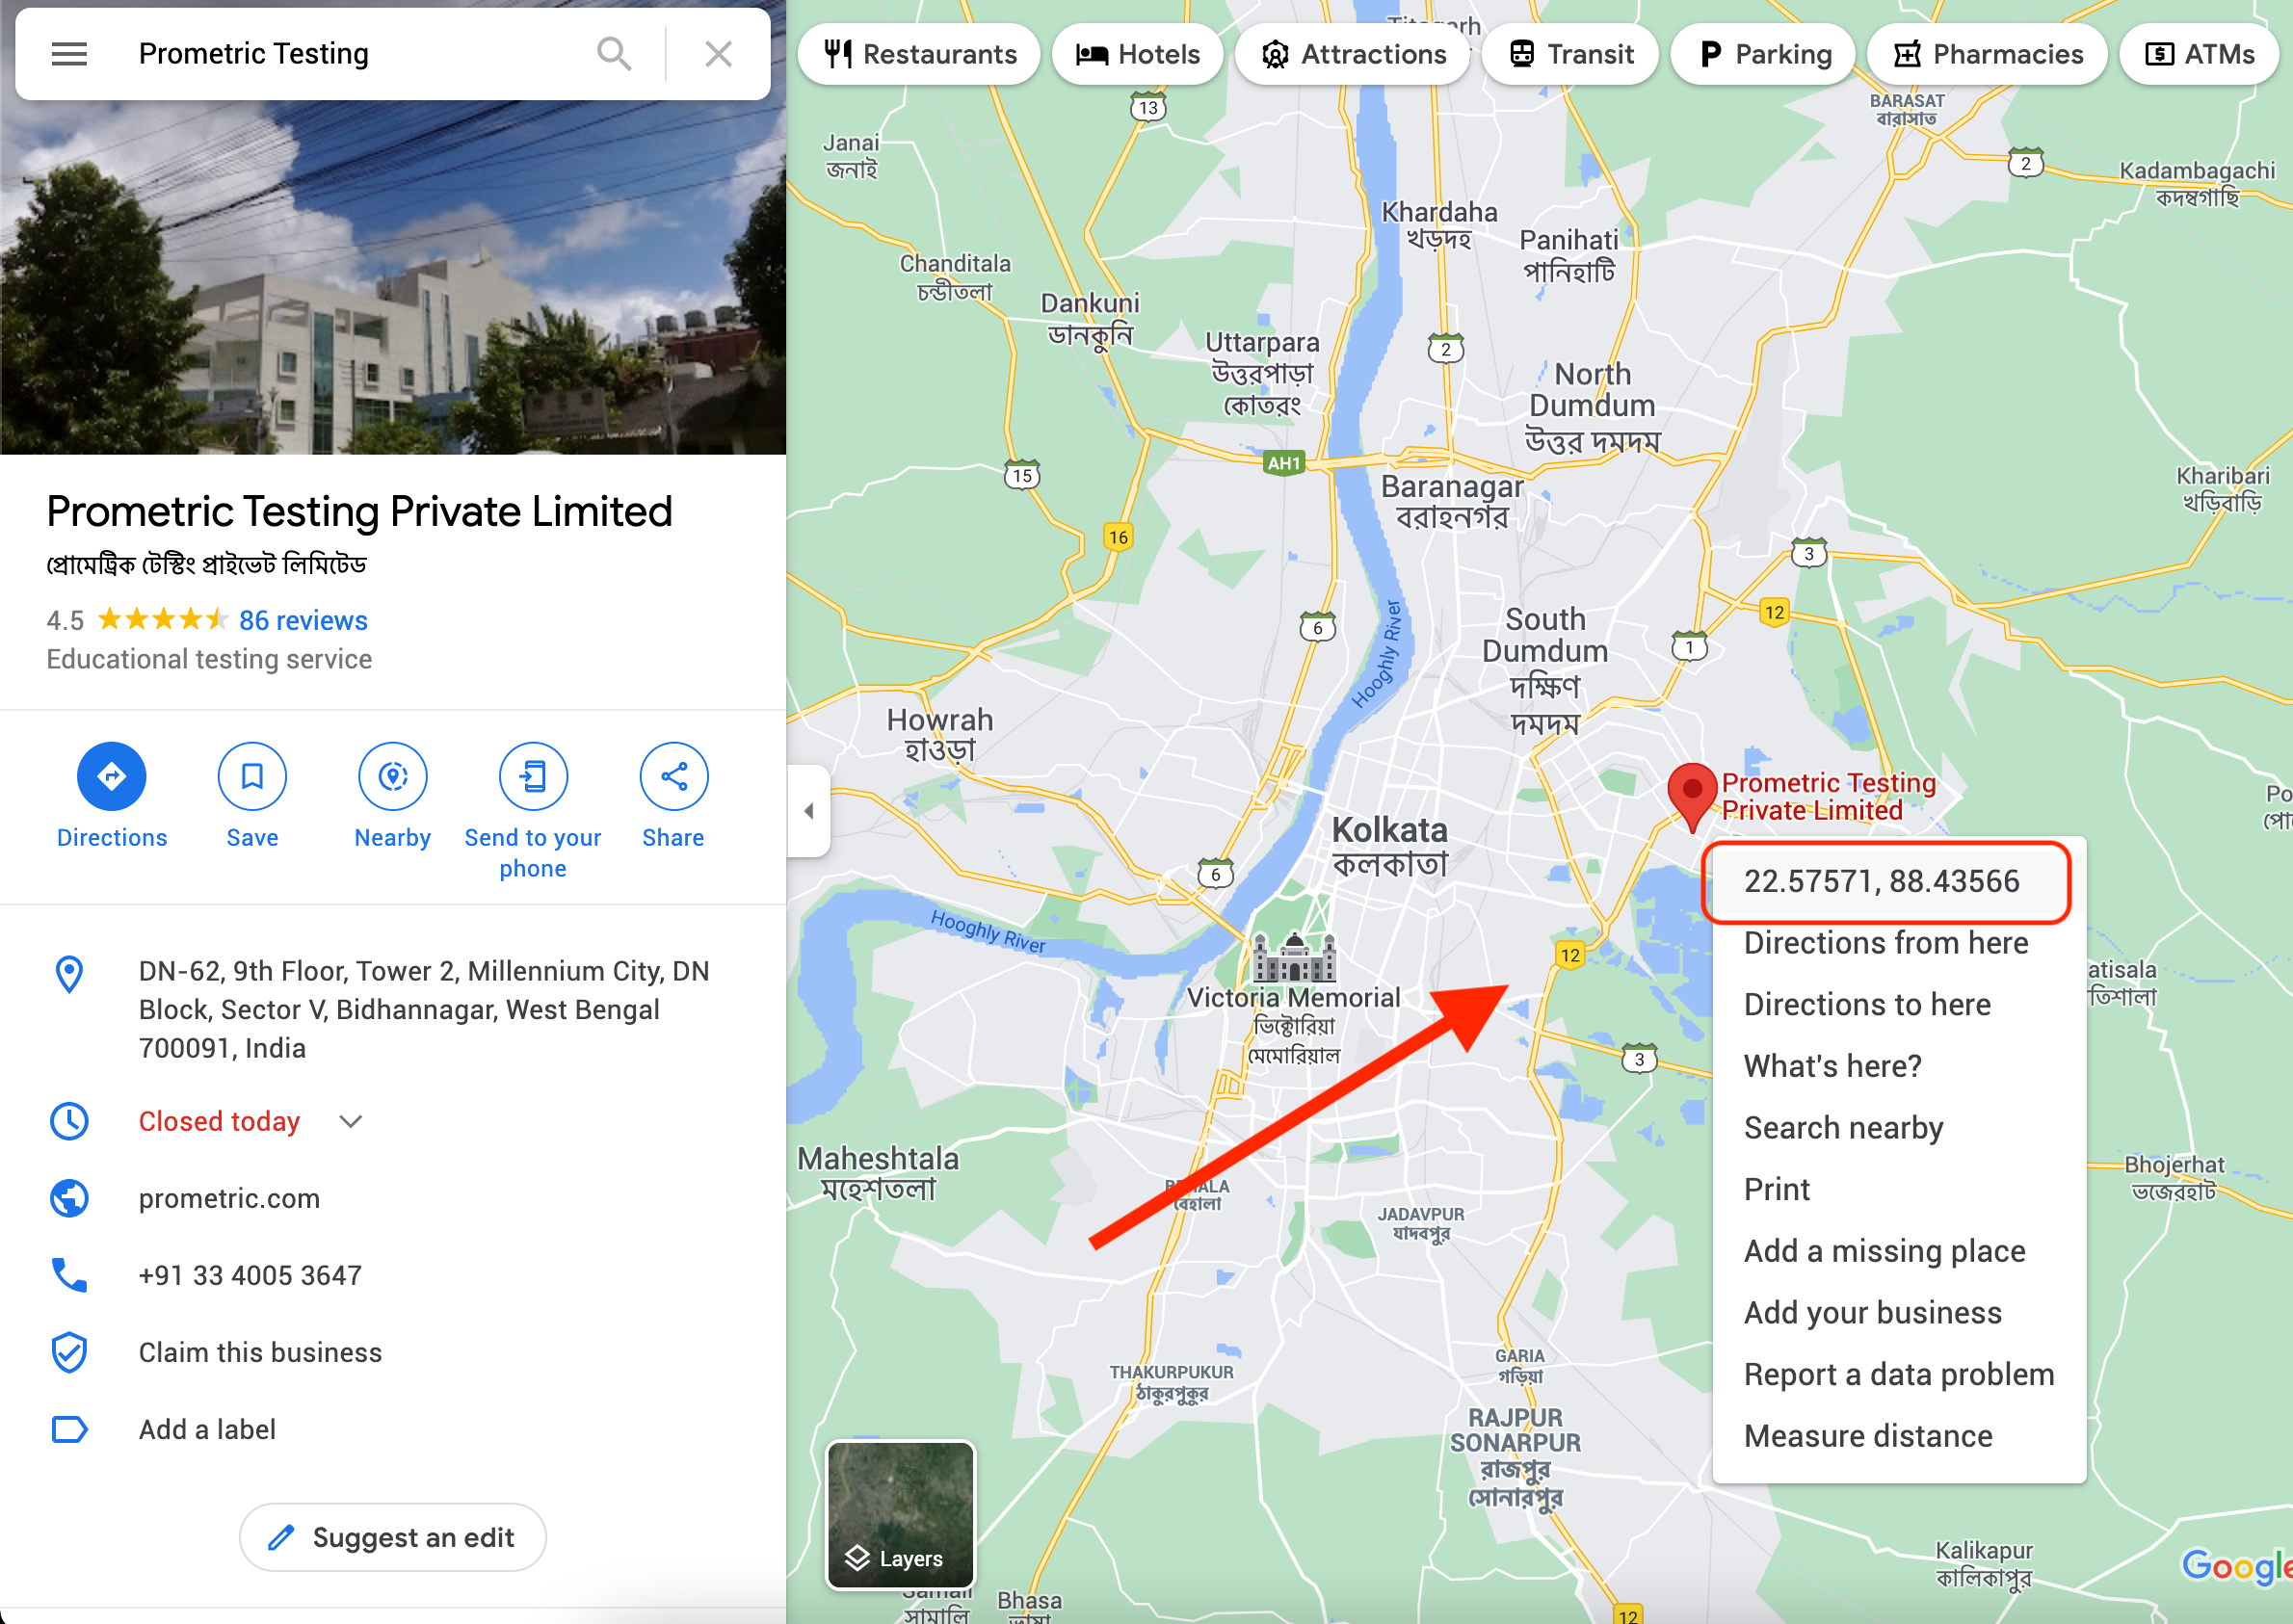 Prometric Testing
Prometric Testing Private Limited
প্রোমেট্রিক টেস্টিং প্রাইভেট লিমিটেড
4.5
86 reviews
Educational testing service
Directions
Save
Nearby
Send to your
phone
Share
DN-62, 9th Floor, Tower 2, Millennium City, DN
Block, Sector V, Bidhannagar, West Bengal
700091, India
Closed today
prometric.com
+91 33 4005 3647
Claim this business
Add a label
Suggest an edit
Restaurants
Hotels
Attractions
Transit
Parking
Pharmacies
ATMs
Titagarh
13
BARASAT
বারাসাত
2
Janai
জনাই
Kadambagachi
কদম্বগাছি
Khardaha
খড়দহ
Panihati
পানিহাটি
Chanditala
চন্ডীতলা
Dankuni
ডানকুনি
Uttarpara
উত্তরপাড়া
কোতরং
2
North
Dumdum
উত্তর দমদম
AH1
15
Baranagar
বরাহনগর
Kharibari
খড়িবাড়ি
16
3
12
6
1
Hooghly River
South
Dumdum
দক্ষিণ
দমদম
Howrah
হাওড়া
Prometric Testing
Private Limited
Po
পো
Kolkata
কলকাতা
6
22.57571, 88.43566
Hooghly River
12
Directions from here
Victoria Memorial
ভিক্টোরিয়া
মেমোরিয়াল
atisala
তিশালা
Directions to here
3
What's here?
Search nearby
Maheshtala
মহেশতলা
বেহালা
Print
JADAVPUR
যাদবপুর
Bhojerhat
ভজেরহাট
Add a missing place
Add your business
THAKURPUKUR
ঠাকুরপুকুর
GARIA
গড়িয়া
Report a data problem
RAJPUR
SONARPUR
রাজপুর
সোনারপুর
Measure distance
Layers
Kalikapur
কালিকাপুর
Google
সামালি
Bhasa
12